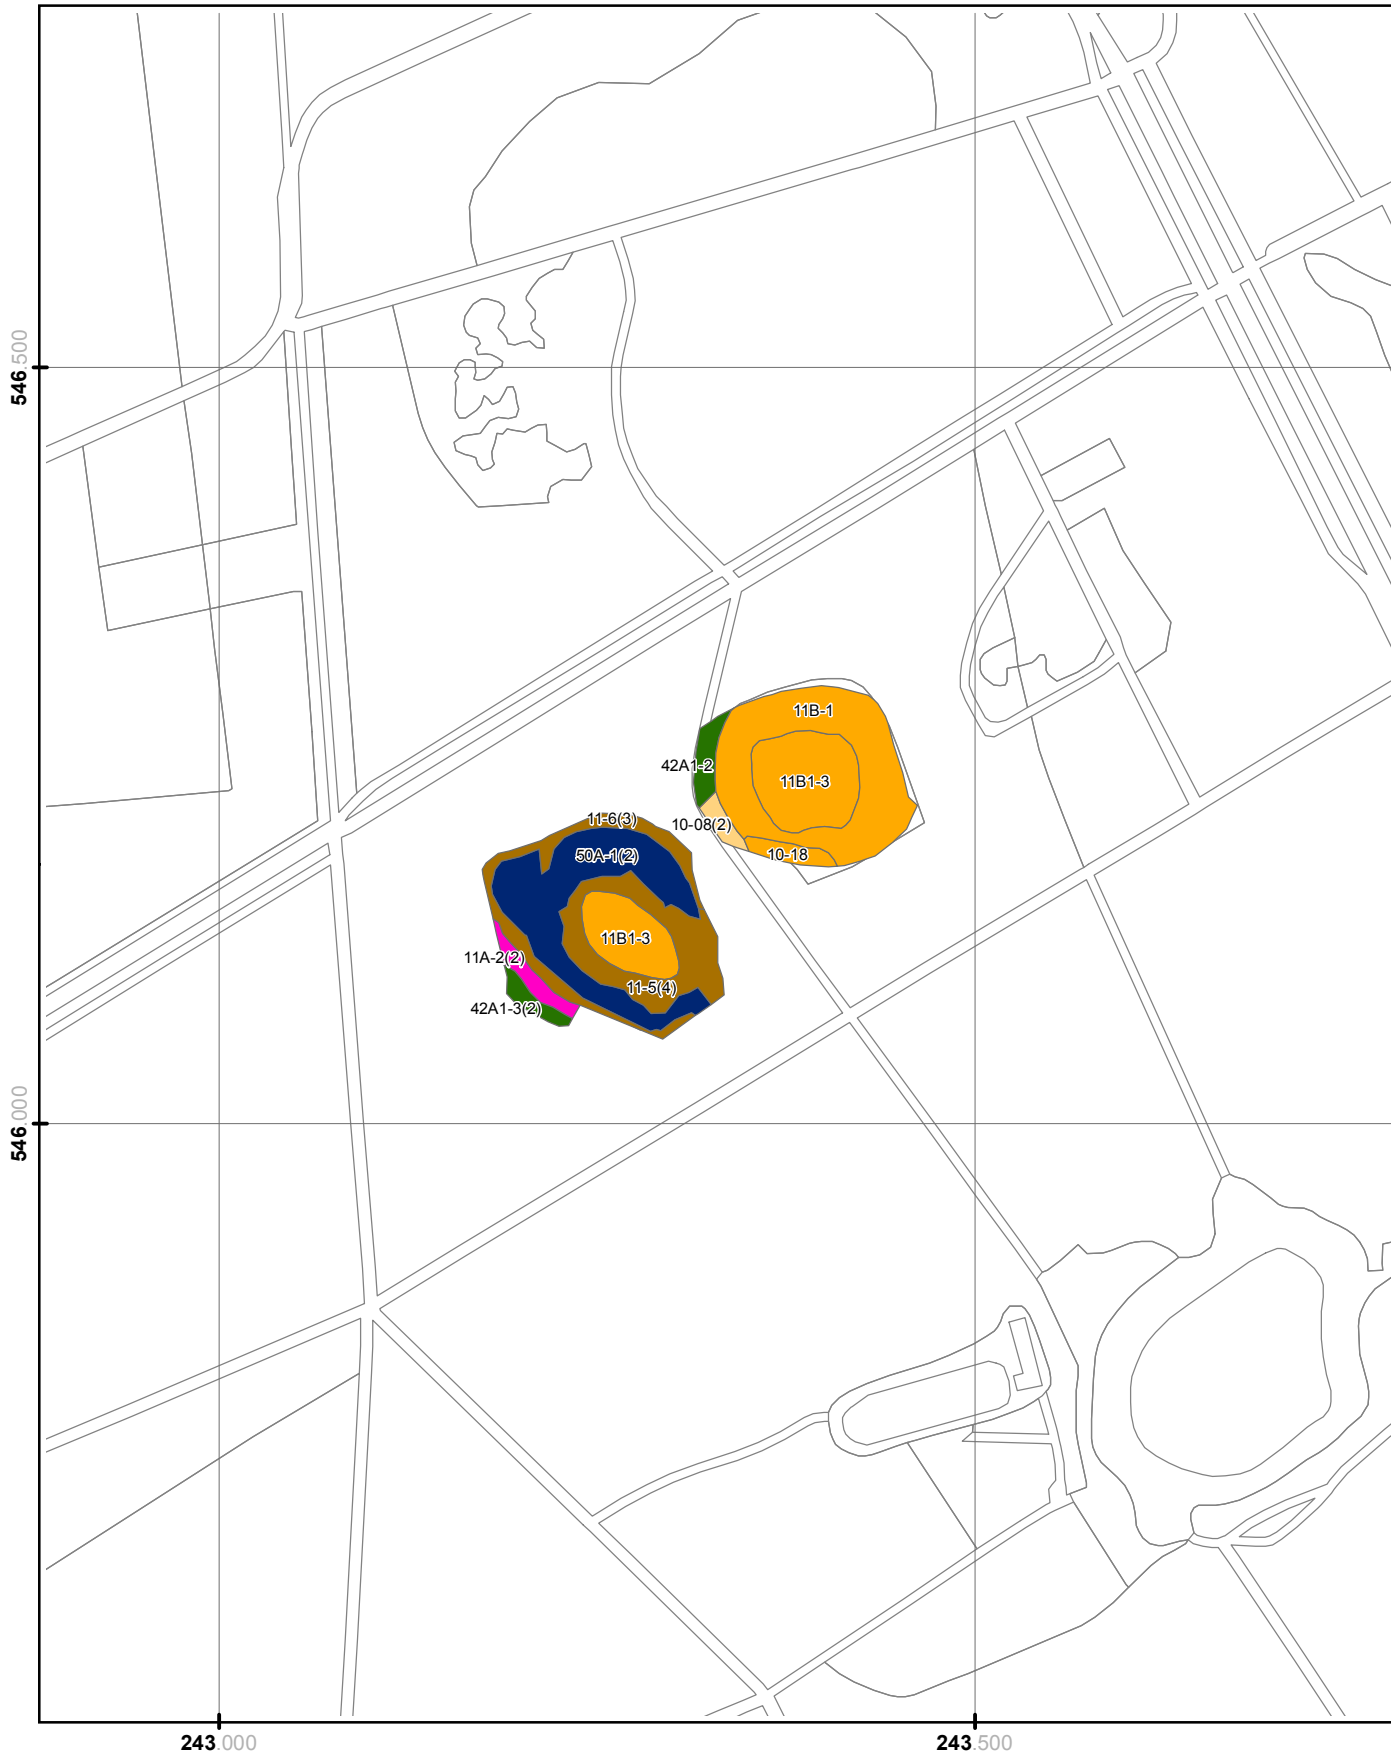 546.500
11B-1
42A1-2
11B1-3
11-6(3)
10-08(2)
50A-1(2)
10-18
11B1-3
11A-2(2)
11-5(4)
42A1-3(2)
546.000
243.000
243.500